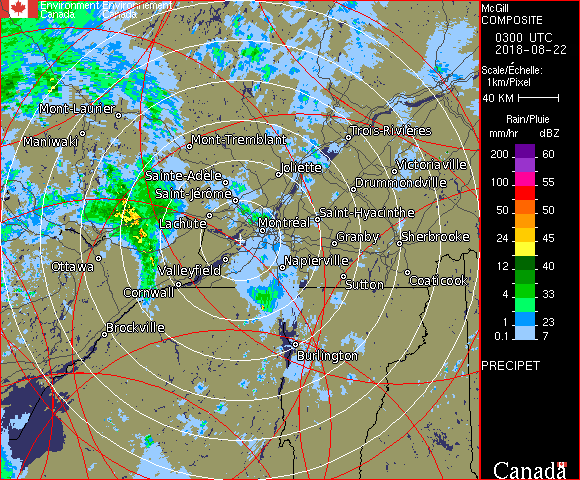 Environment Environnement
Canada Canada
McGill
COMPOSITE
0300 UTC
2018-08-22
Scale/Échelle:
1km/Pixel
40 KM
Rain/Pluie
mm/hr dBZ
200 60
100 55
50 50
24 45
12 40
4 33
1 23
0.1 7
PRECIPET
Canada
Mont-Laurier
Maniwaki
Mont-Tremblant
Trois-Rivières
Joliette
Victoriaville
Sainte-Adèle
Drummondville
Saint-Jérôme
Lachute
Saint-Hyacinthe
Montréal
Granby
Sherbrooke
Ottawa
Valleyfield
Napierville
Sutton
Coaticook
Cornwall
Brockville
Burlington